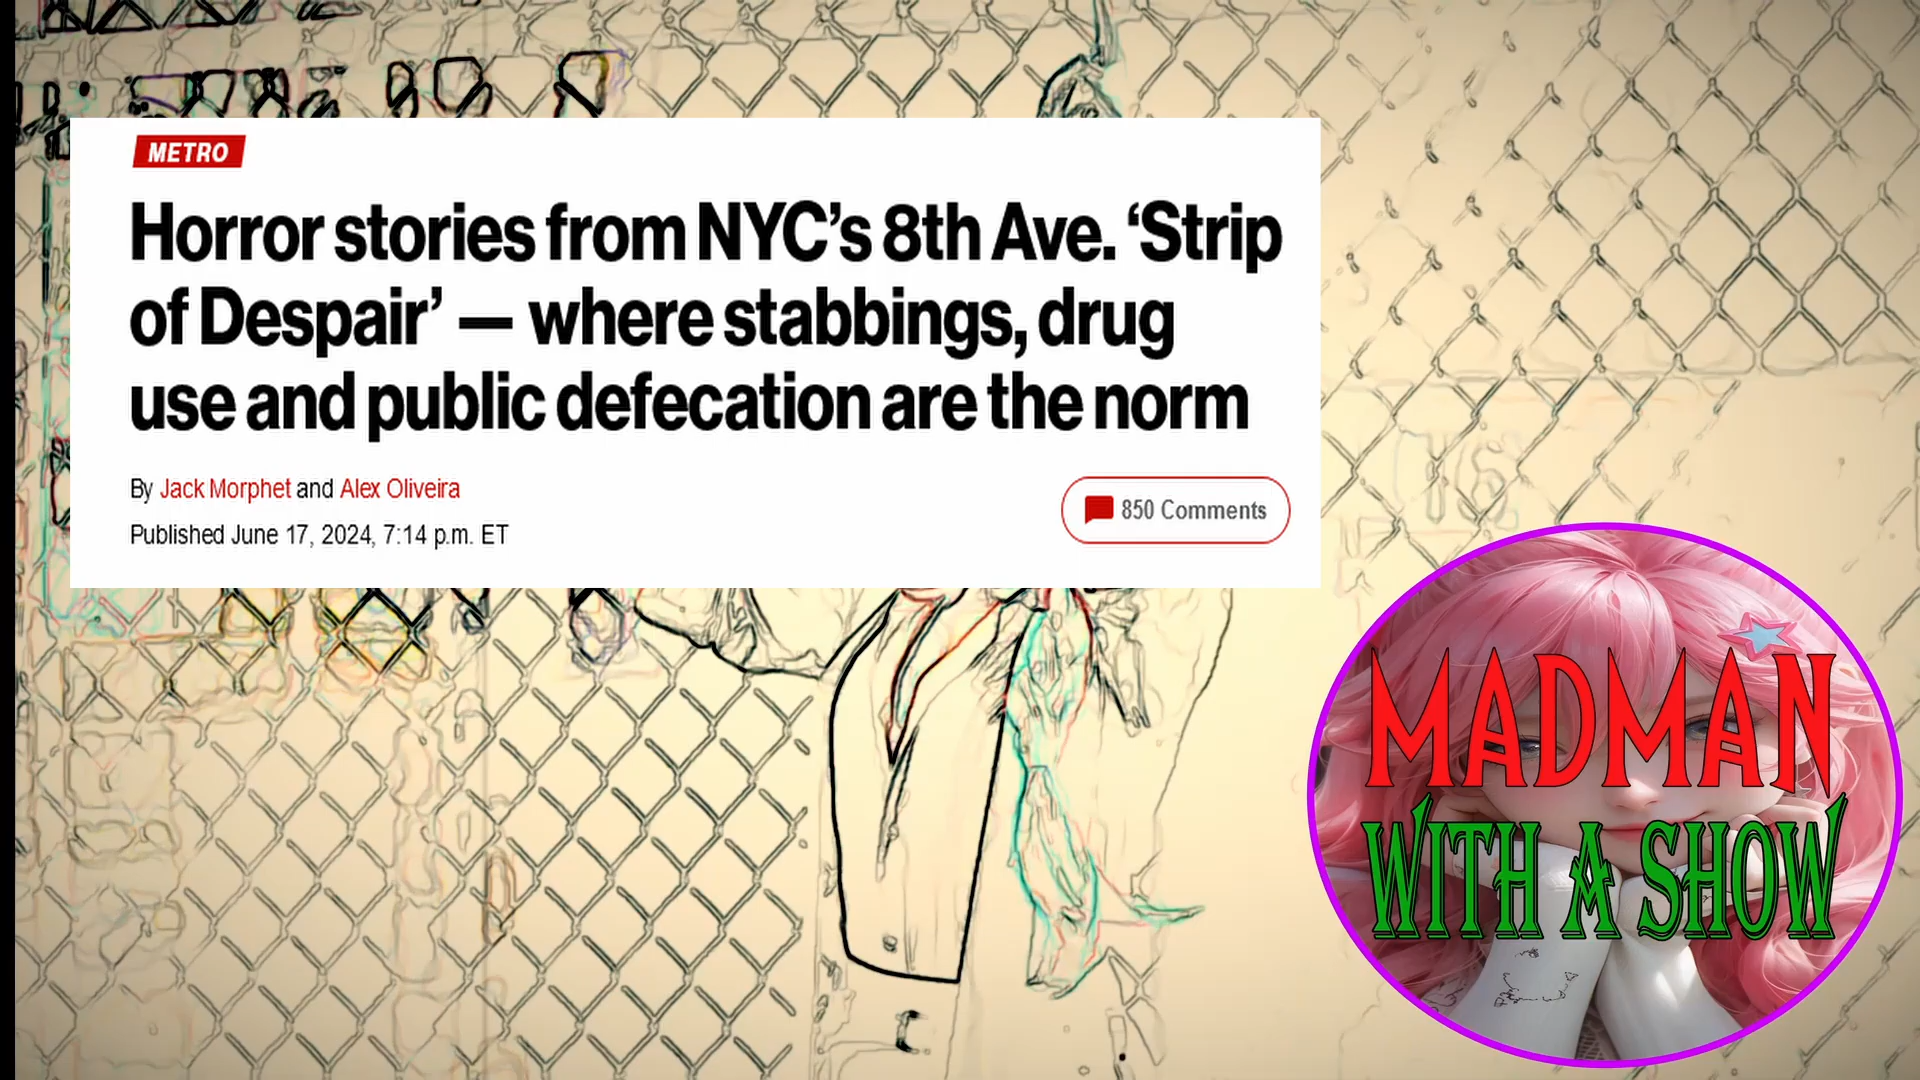 METRO
Horror stories from NYC’s 8th Ave. ‘Strip
of Despair’ — where stabbings, drug
use and public defecation are the norm
By Jack Morphet and Alex Oliveira
850 Comments
Published June 17, 2024, 7:14 p.m. ET
MADMAN
WITH A SHOW